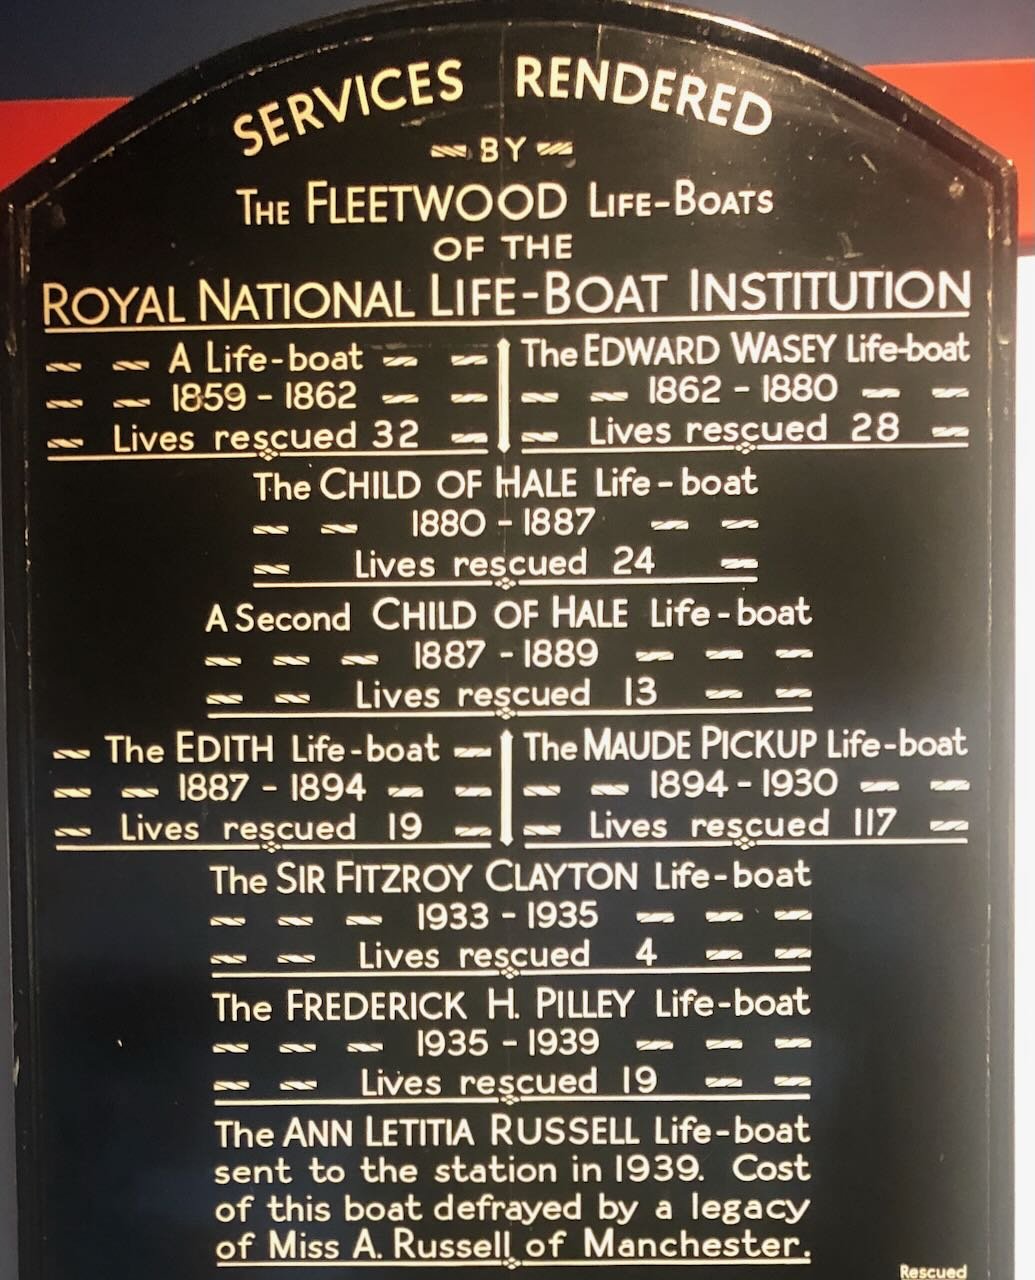 SERVICES RENDERED
BY
THE FLEETWOOD LIFE-BOATS
OF THE
ROYAL NATIONAL LIFE-BOAT INSTITUTION
A Life-boat
1859 - 1862
Lives rescued 32
The EDWARD WASEY Life-boat
1862 - 1880
Lives rescued 28
The CHILD OF HALE Life-boat
1880 - 1887
Lives rescued 24
A Second CHILD OF HALE Life-boat
1887 - 1889
Lives rescued 13
The EDITH Life-boat
1887 - 1894
Lives rescued 19
The MAUDE PICKUP Life-boat
1894 - 1930
Lives rescued 117
The SIR FITZROY CLAYTON Life-boat
1933 - 1935
Lives rescued 4
The FREDERICK H. PILLEY Life-boat
1935 - 1939
Lives rescued 19
The ANN LETITIA RUSSELL Life-boat
sent to the station in 1939. Cost
of this boat defrayed by a legacy
of Miss A. Russell of Manchester.
Rescued